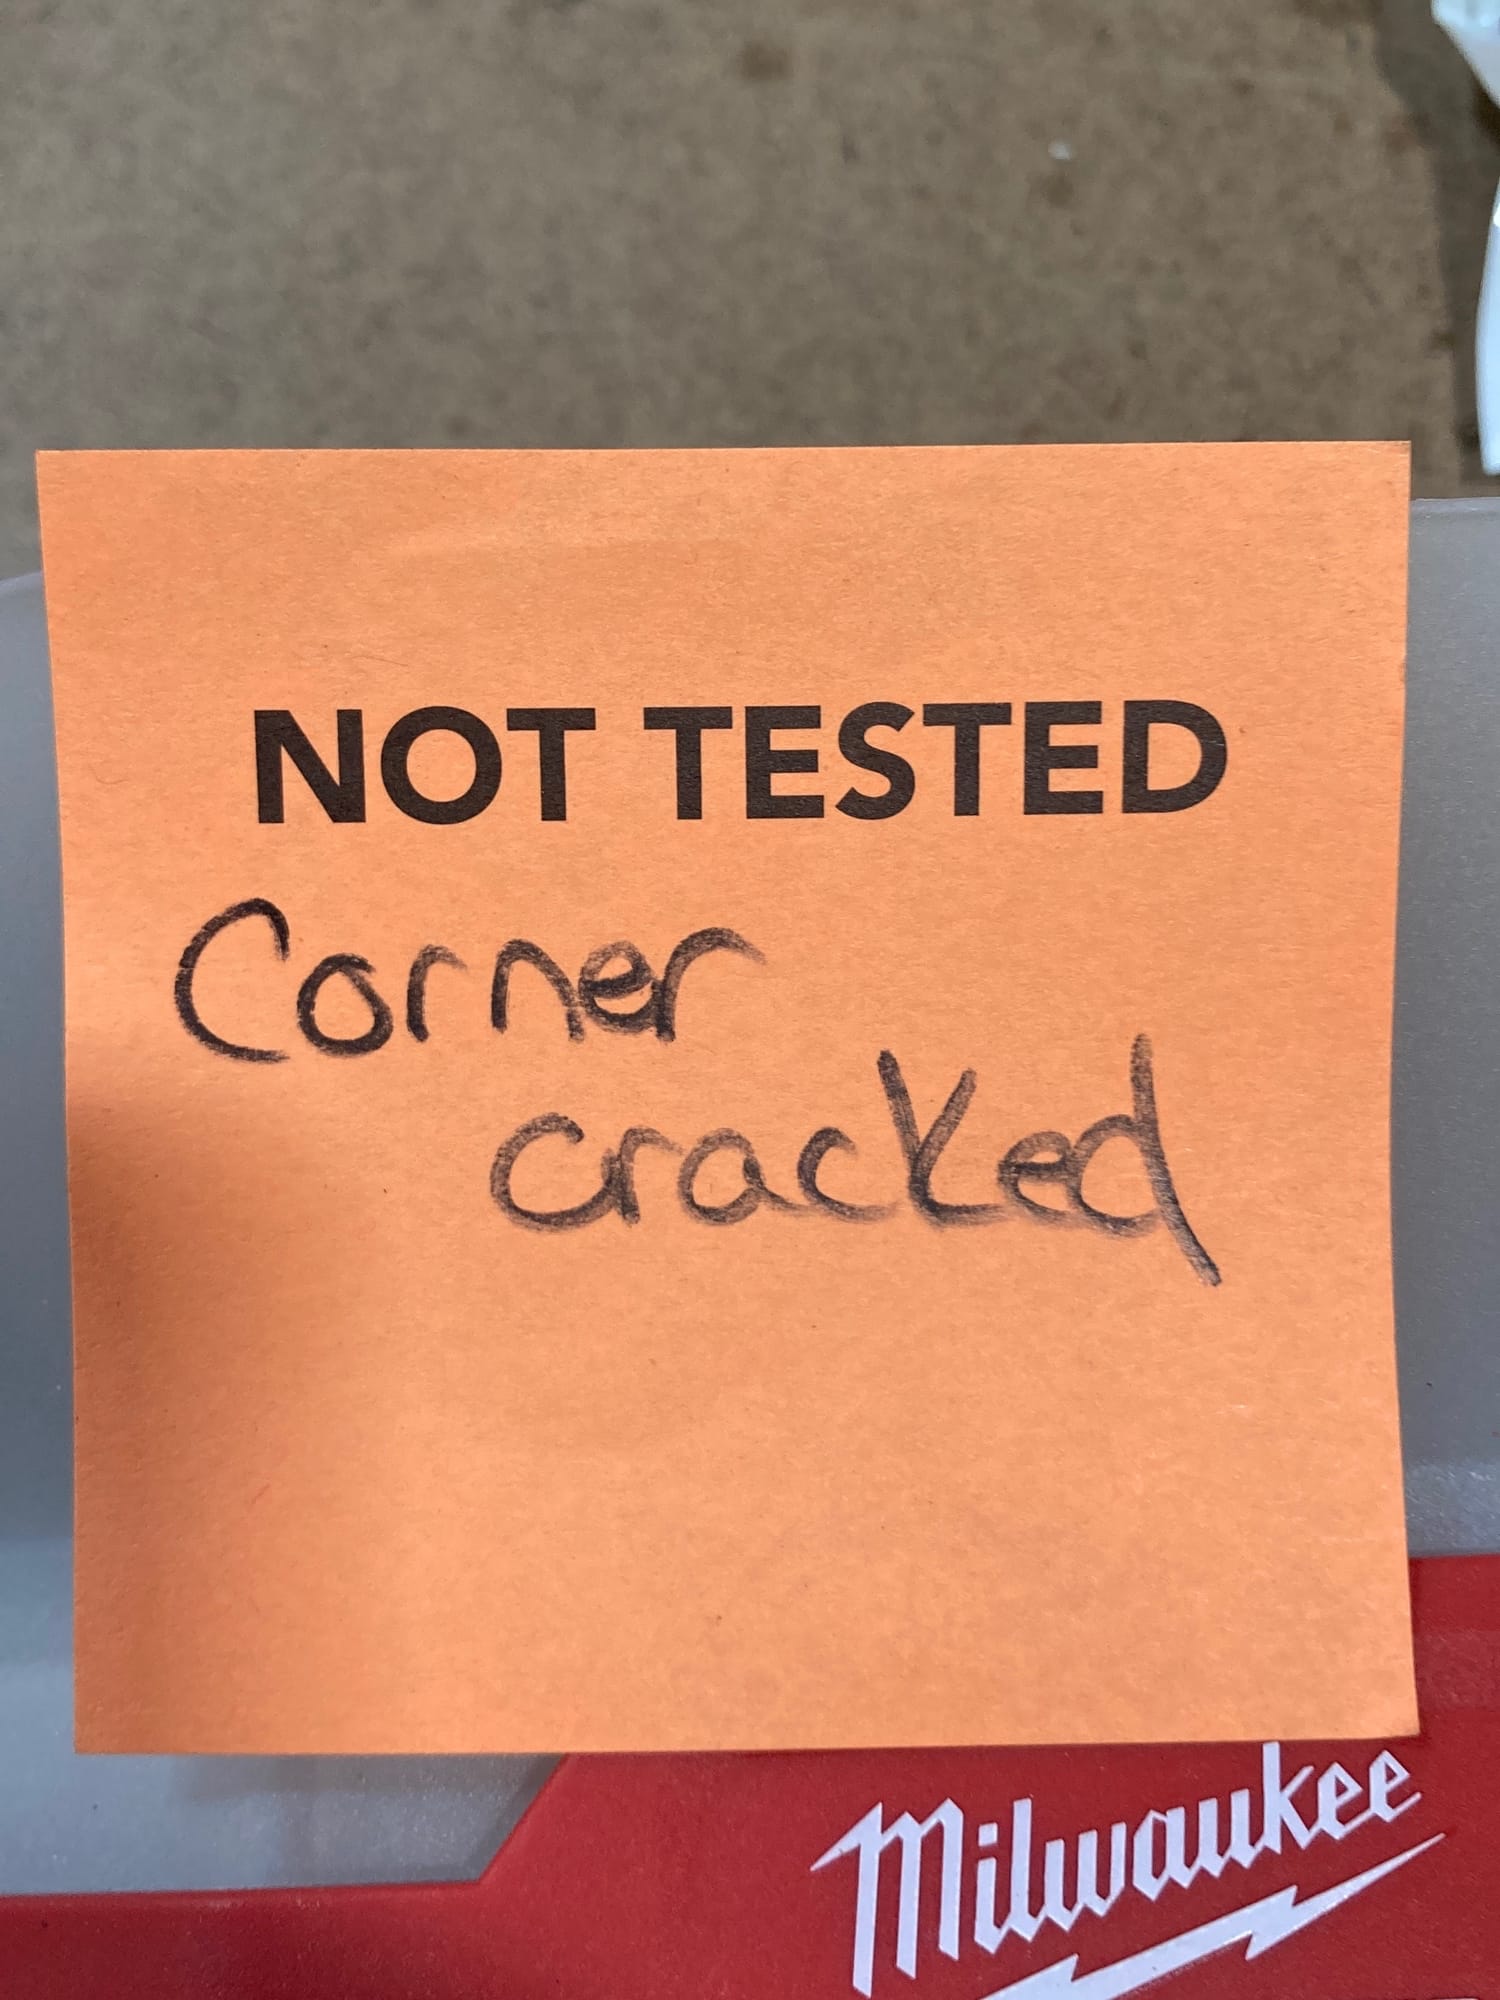 NOT TESTED
Corner
cracked
Milwaukee